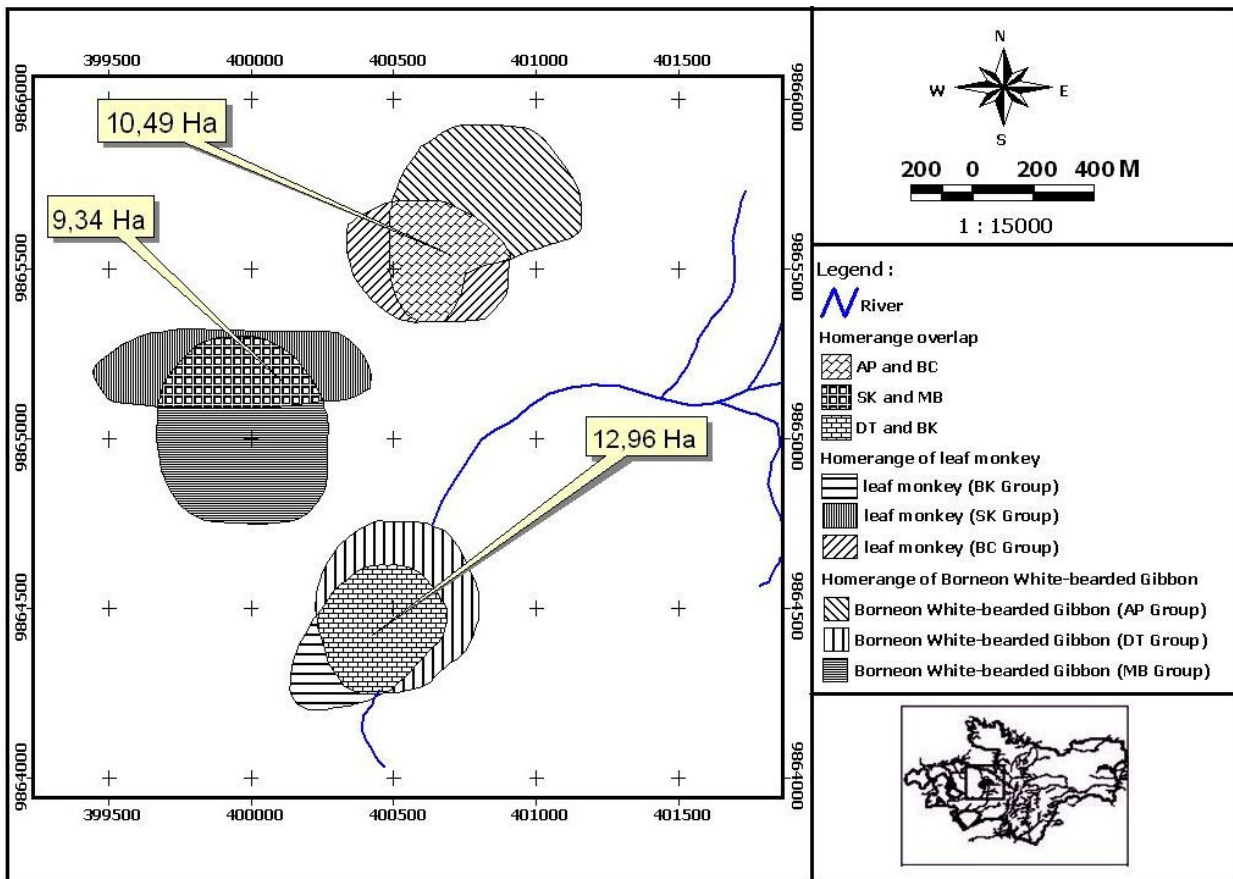 399500 400000 400500 401000 401500
9866000 9866000
10,49 Ha
9,34 Ha
9865500 9865500
9865000 9865000
12,96 Ha
9864500 9864500
9864000 9864000
399500 400000 400500 401000 401500
N
W E
S
200 0 200 400 M
1 : 15000
Legend :
River
Homerange overlap
AP and BC
SK and MB
DT and BK
Homerange of leaf monkey
leaf monkey (BK Group)
leaf monkey (SK Group)
leaf monkey (BC Group)
Homerange of Borneon White-bearded Gibbon
Borneon White-bearded Gibbon (AP Group)
Borneon White-bearded Gibbon (DT Group)
Borneon White-bearded Gibbon (MB Group)